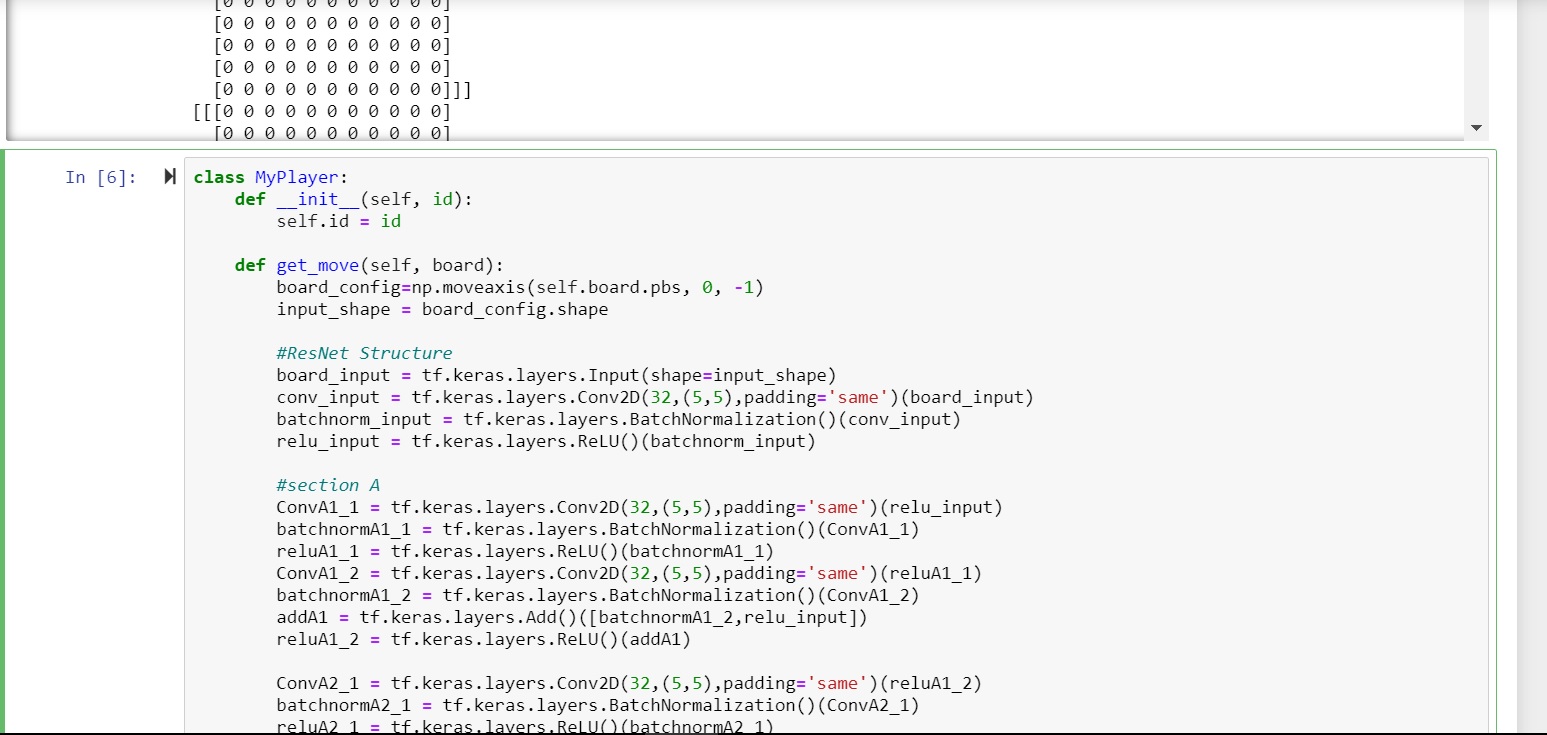 [0 0 0 0 0 0 0 0 0 0 0]
[0 0 0 0 0 0 0 0 0 0 0]
[0 0 0 0 0 0 0 0 0 0 0]
[0 0 0 0 0 0 0 0 0 0 0]
[0 0 0 0 0 0 0 0 0 0 0]]]
[[[0 0 0 0 0 0 0 0 0 0 0]
[0 0 0 0 0 0 0 0 0 0 0]
In [6]:
class MyPlayer:
    def __init__(self, id):
        self.id = id

    def get_move(self, board):
        board_config=np.moveaxis(self.board.pbs, 0, -1)
        input_shape = board_config.shape

        #ResNet Structure
        board_input = tf.keras.layers.Input(shape=input_shape)
        conv_input = tf.keras.layers.Conv2D(32,(5,5),padding='same')(board_input)
        batchnorm_input = tf.keras.layers.BatchNormalization()(conv_input)
        relu_input = tf.keras.layers.ReLU()(batchnorm_input)

        #section A
        ConvA1_1 = tf.keras.layers.Conv2D(32,(5,5),padding='same')(relu_input)
        batchnormA1_1 = tf.keras.layers.BatchNormalization()(ConvA1_1)
        reluA1_1 = tf.keras.layers.ReLU()(batchnormA1_1)
        ConvA1_2 = tf.keras.layers.Conv2D(32,(5,5),padding='same')(reluA1_1)
        batchnormA1_2 = tf.keras.layers.BatchNormalization()(ConvA1_2)
        addA1 = tf.keras.layers.Add()([batchnormA1_2,relu_input])
        reluA1_2 = tf.keras.layers.ReLU()(addA1)

        ConvA2_1 = tf.keras.layers.Conv2D(32,(5,5),padding='same')(reluA1_2)
        batchnormA2_1 = tf.keras.layers.BatchNormalization()(ConvA2_1)
        reluA2_1 = tf.keras.layers.ReLU()(batchnormA2_1)